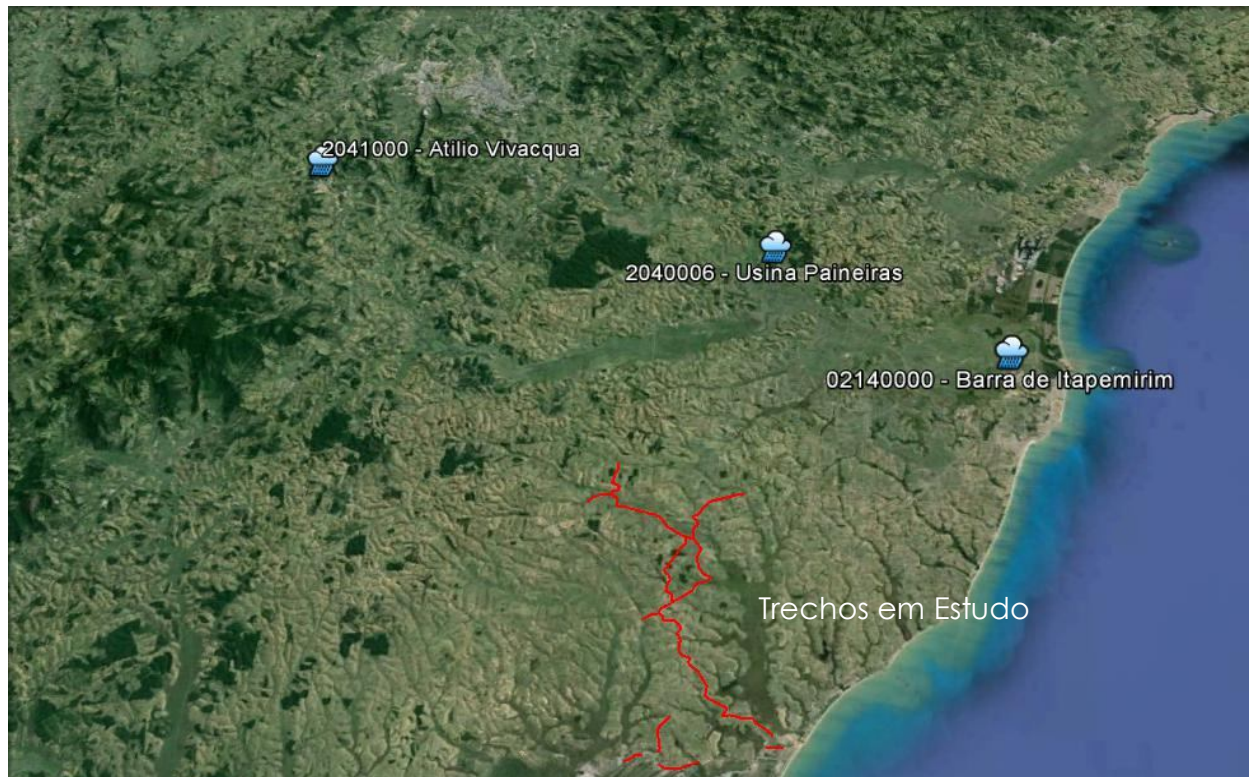 2041000 - Atilio Vivacqua
2040006 - Usina Paineiras
02140000 - Barra de Itapemirim
Trechos em Estudo